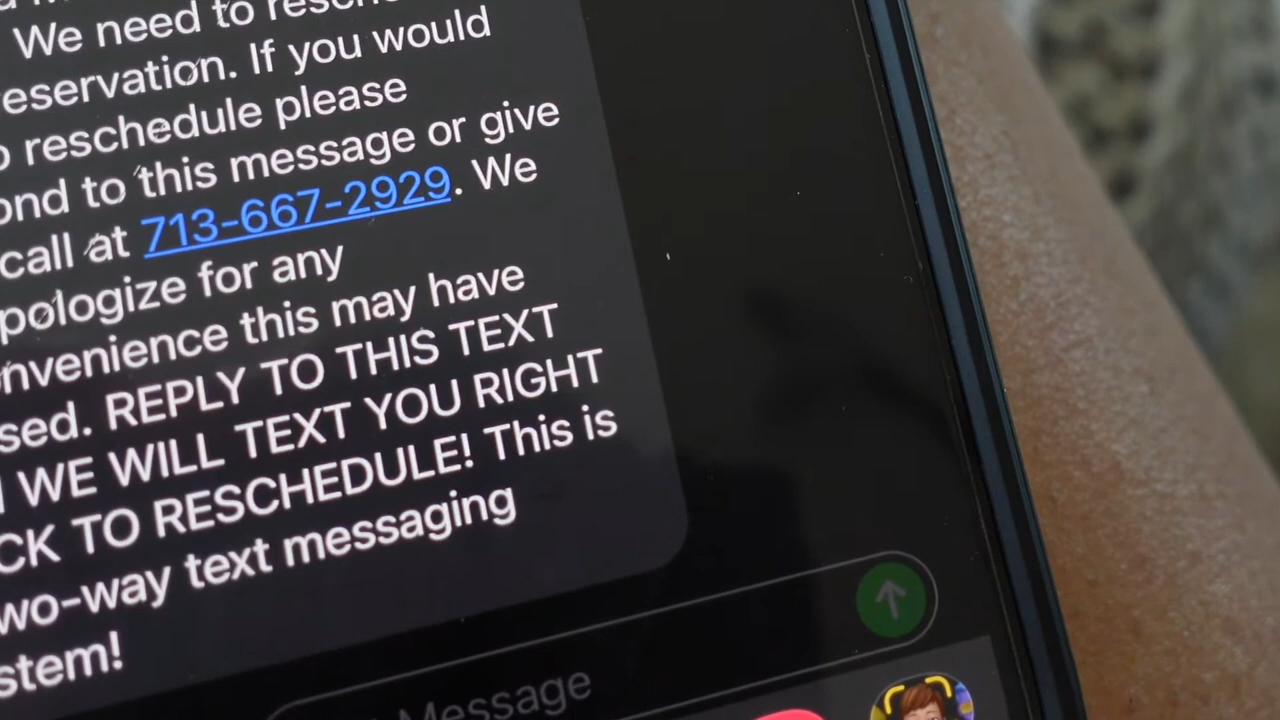 We need to resche
eservation. If you would
o reschedule please
ond to this message or give
call at 713-667-2929. We
pologize for any
nvenience this may have
sed. REPLY TO THIS TEXT
WE WILL TEXT YOU RIGHT
CK TO RESCHEDULE! This is
wo-way text messaging
stem!
Message